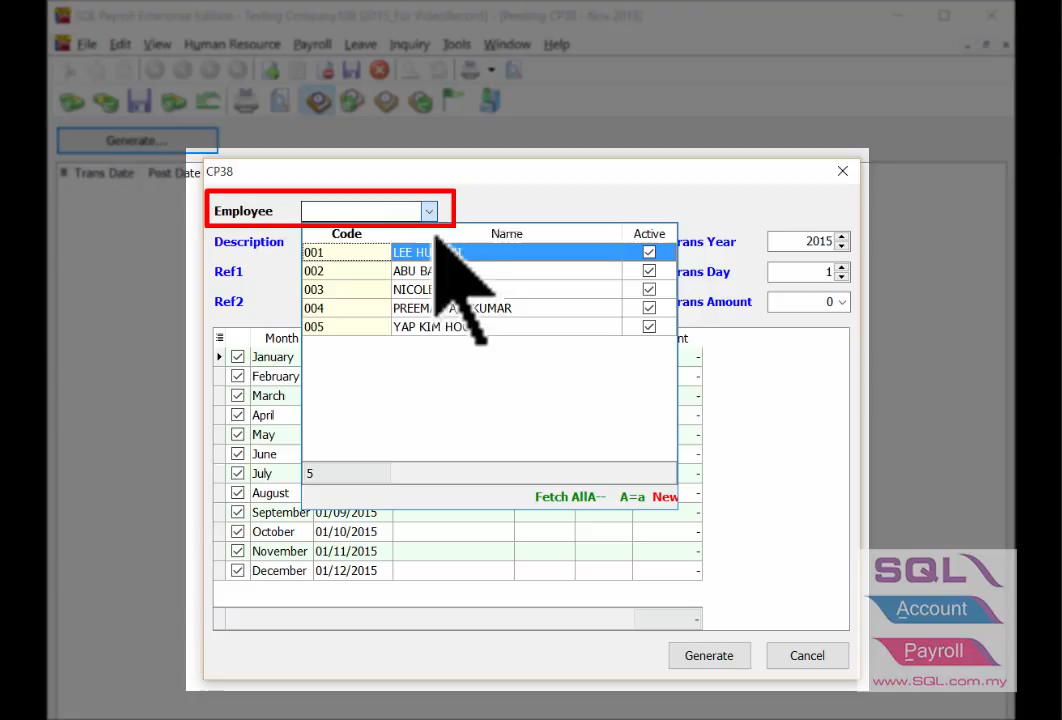 SQL Payroll Enterprise Edition - Testing Company108 [2015_For VideoRecord] - [Pending CP38 - Nov 2015]
File Edit View Human Resource Payroll Leave Inquiry Tools Window Help
Generate...
Trans Date Post Date
CP38
Employee
Code Name Active
Description
001 LEE HU
002 ABU BA
003 NICOLE
004 PREEM KUMAR
005 YAP KIM HO
Trans Year 2015
Ref1
Trans Day 1
Ref2
Trans Amount 0
Month
January -
February -
March -
April -
May -
June -
July -
August -
5
Fetch All A-- A=a New
September 01/09/2015 -
October 01/10/2015 -
November 01/11/2015 -
December 01/12/2015 -
-
Generate Cancel
SQL
Account
Payroll
www.SQL.com.my